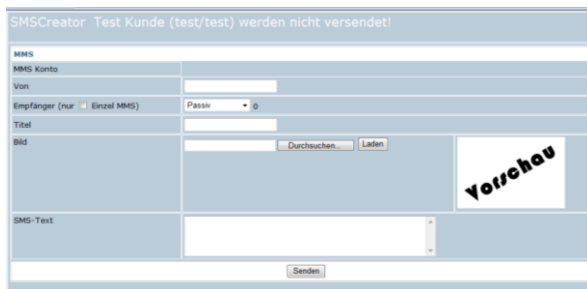 SMSCreator Test Kunde (test/test) werden nicht versendet!
MMS
MMS Konto
Von
Empfänger (nur Einzel MMS) Passiv 0
Titel
Bild Durchsuchen... Laden
Vorschau
SMS-Text
Senden